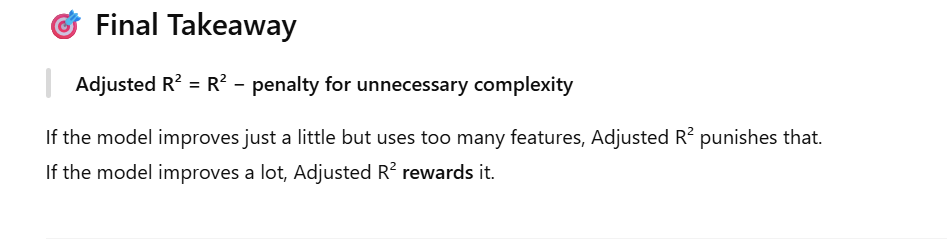 🎯 Final Takeaway
Adjusted R² = R² − penalty for unnecessary complexity
If the model improves just a little but uses too many features, Adjusted R² punishes that.
If the model improves a lot, Adjusted R² rewards it.